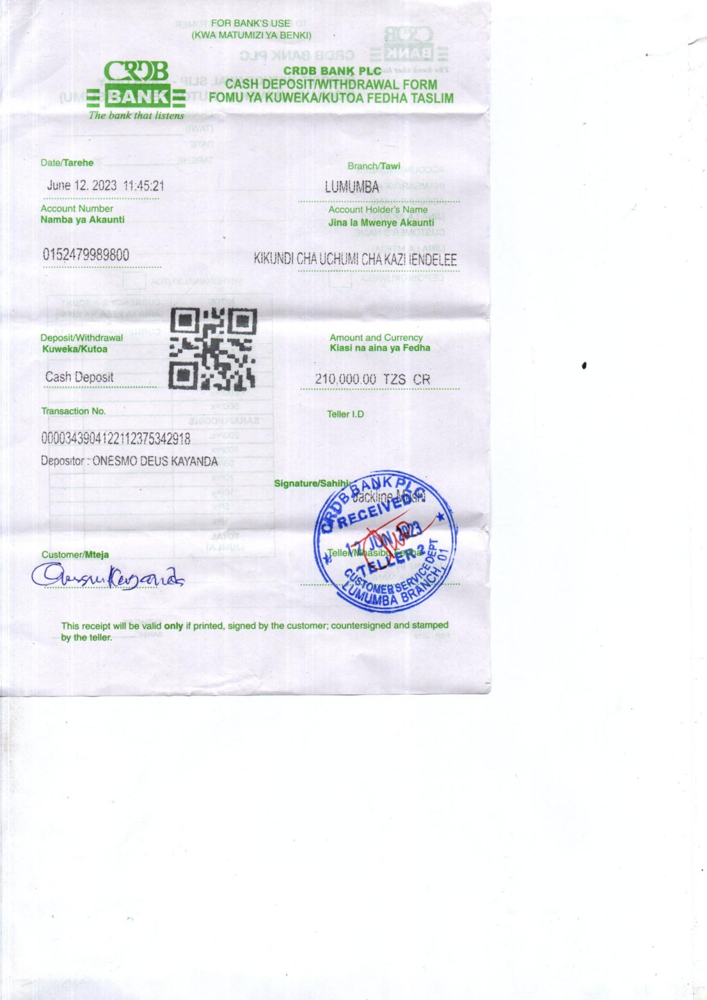 FOR BANK'S USE
(KWA MATUMIZI YA BENKI)
CRDB
BANK
The bank that listens
CRDB BANK PLC
CASH DEPOSIT/WITHDRAWAL FORM
FOMU YA KUWEKA/KUTOA FEDHA TASLIM
Date/Tarehe
June 12. 2023 11:45:21
Branch/Tawi
LUMUMBA
Account Number
Namba ya Akaunti
0152479989800
Account Holder's Name
Jina la Mwenye Akaunti
KIKUNDI CHA UCHUMI CHA KAZI IENDELEE
Deposit/Withdrawal
Kuweka/Kutoa
Cash Deposit
Amount and Currency
Kiasi na aina ya Fedha
210,000.00 TZS CR
Transaction No.
Teller I.D
0000343904122112375342918
Depositor : ONESMO DEUS KAYANDA
Signature/Sahihi:
Jackline Mushi
CRDB BANK PLC
RECEIVED
12 JUN 2023
TELLER 2
CUSTOMER SERVICE DEPT
LUMUMBA BRANCH, 01
Teller/Mhasibu Fedha
Customer/Mteja
This receipt will be valid only if printed, signed by the customer; countersigned and stamped
by the teller.